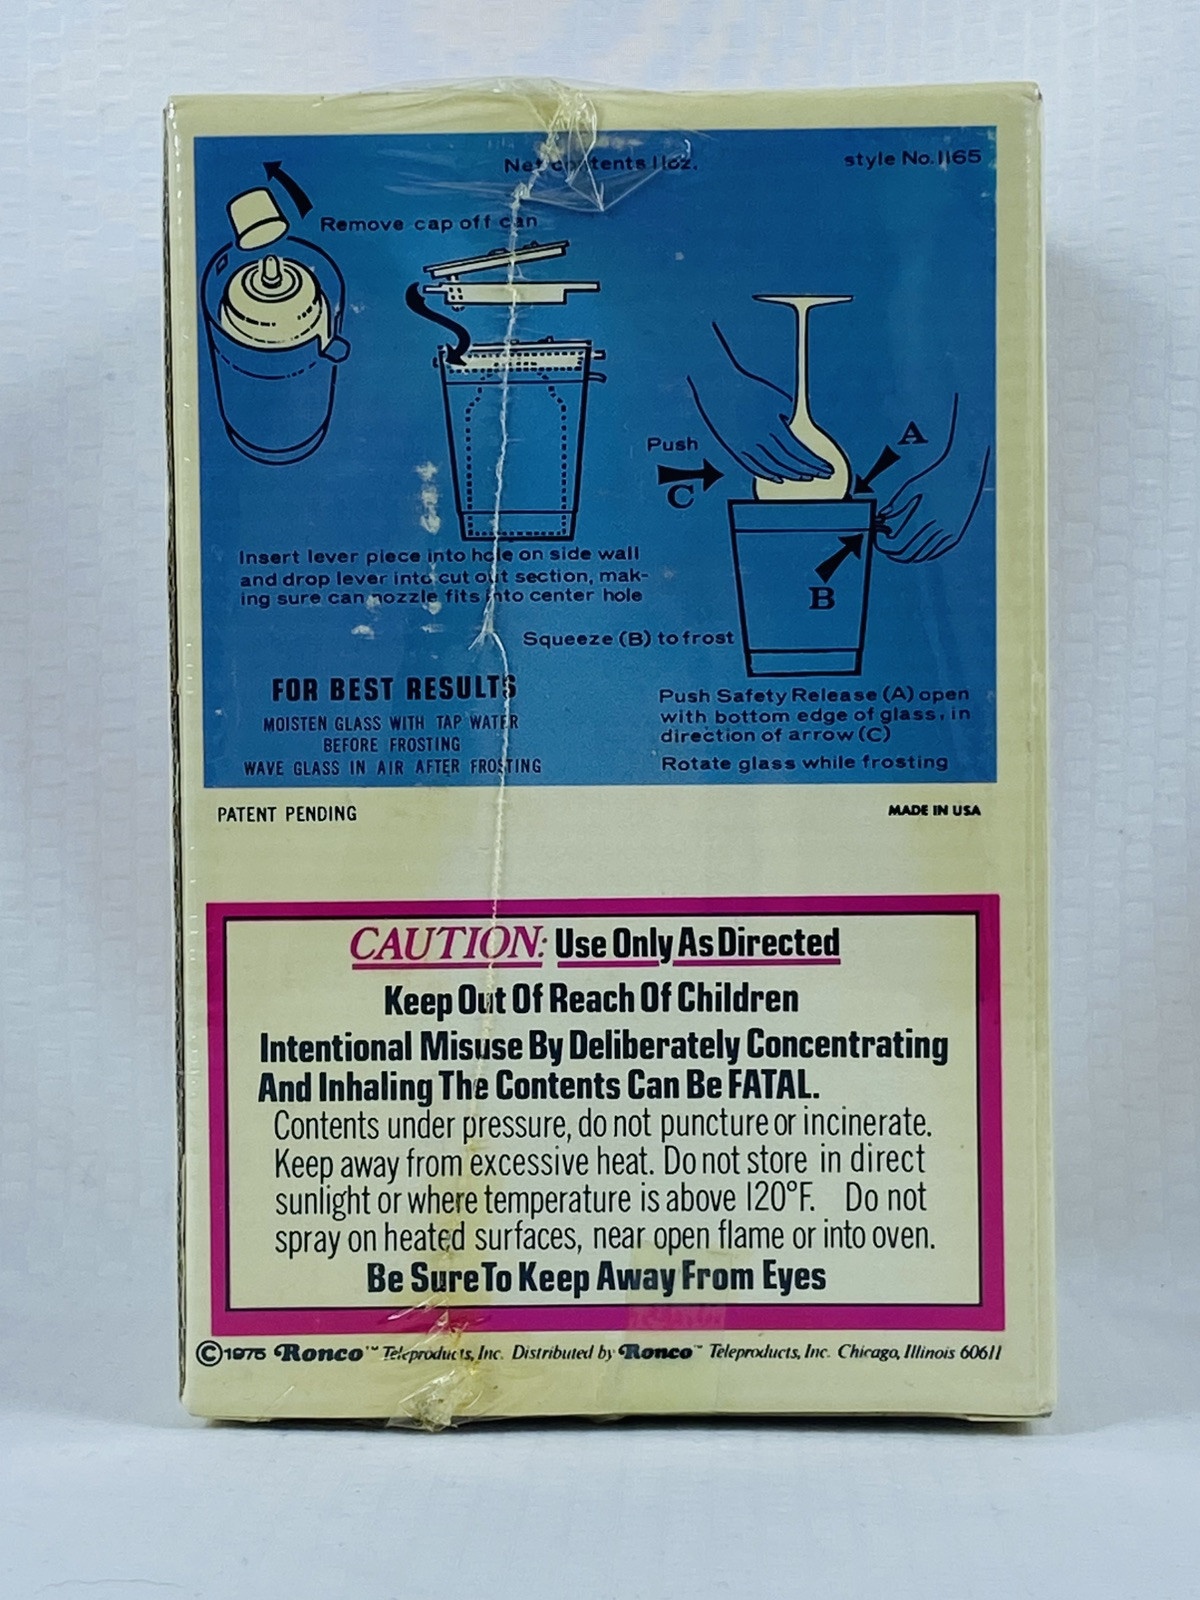 Net contents 11oz.
style No. 1165
Remove cap off can
Push
C
A
B
Insert lever piece into hole on side wall
and drop lever into cut out section, mak-
ing sure can nozzle fits into center hole
Squeeze (B) to frost
FOR BEST RESULTS
MOISTEN GLASS WITH TAP WATER
BEFORE FROSTING
WAVE GLASS IN AIR AFTER FROSTING
Push Safety Release (A) open
with bottom edge of glass, in
direction of arrow (C)
Rotate glass while frosting
PATENT PENDING
MADE IN USA
CAUTION: Use Only As Directed
Keep Out Of Reach Of Children
Intentional Misuse By Deliberately Concentrating
And Inhaling The Contents Can Be FATAL.
Contents under pressure, do not puncture or incinerate.
Keep away from excessive heat. Do not store in direct
sunlight or where temperature is above 120°F. Do not
spray on heated surfaces, near open flame or into oven.
Be Sure To Keep Away From Eyes
©1975 Ronco™ Teleproducts, Inc. Distributed by Ronco™ Teleproducts, Inc. Chicago, Illinois 60611